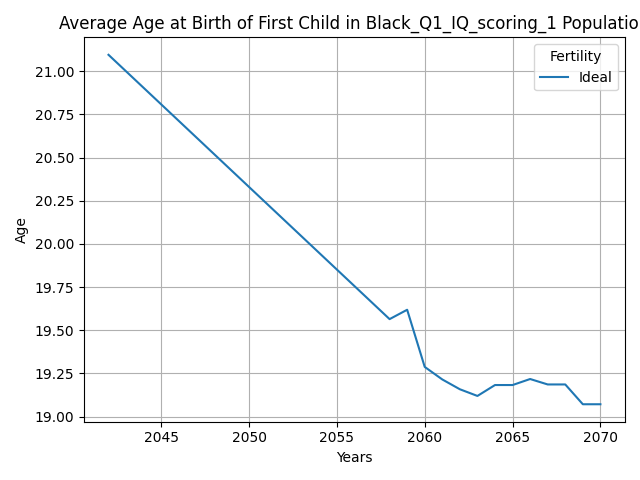 Average Age at Birth of First Child in Black_Q1_IQ_scoring_1 Populatio
Fertility
Ideal
21.00
20.75
20.50
20.25
20.00
19.75
19.50
19.25
19.00
Age
2045 2050 2055 2060 2065 2070
Years